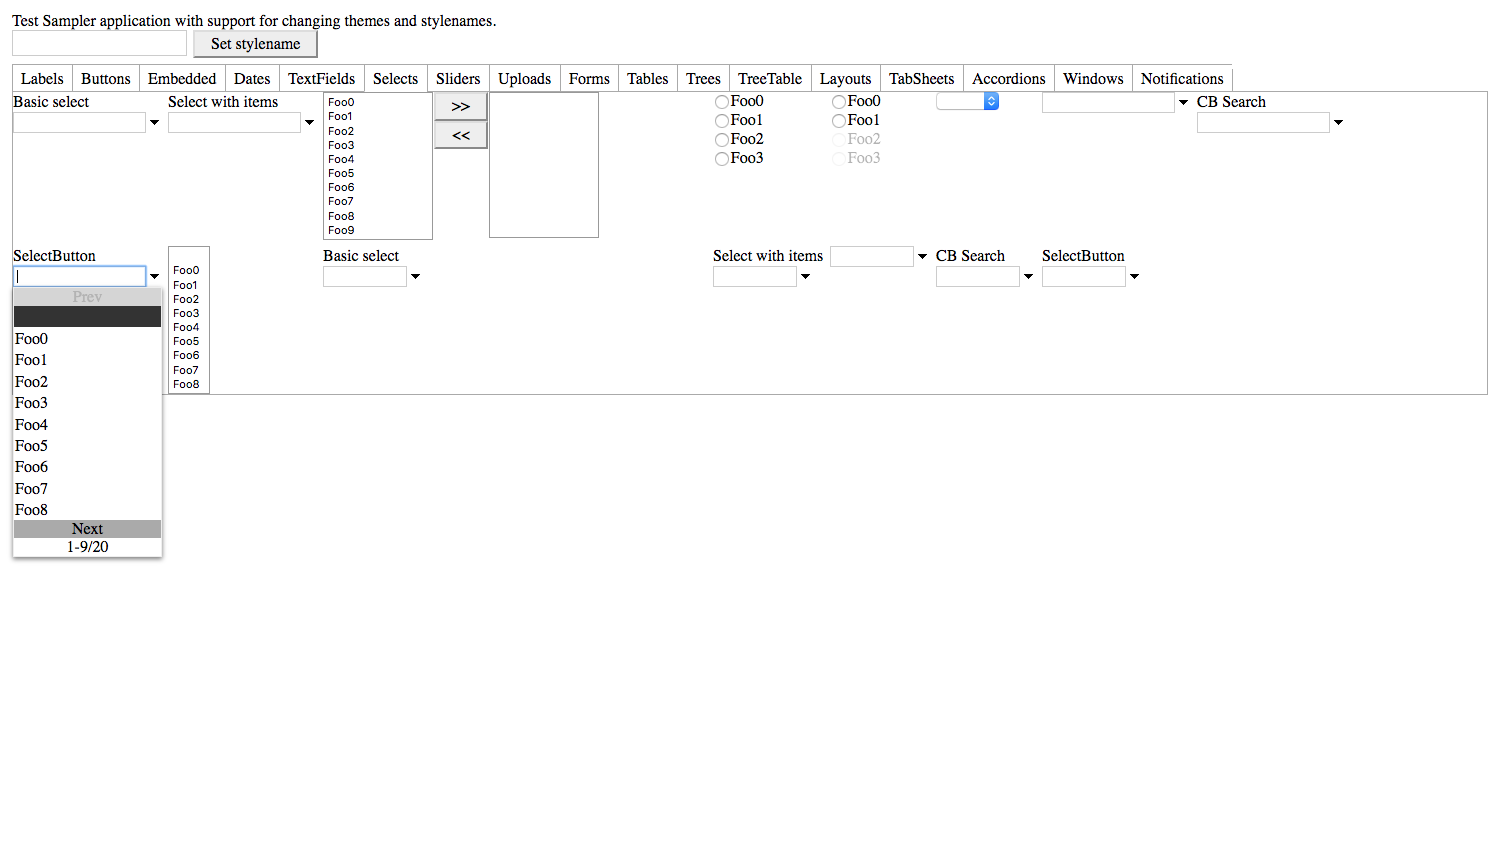 Test Sampler application with support for changing themes and stylenames.
Set stylename
Labels Buttons Embedded Dates TextFields Selects Sliders Uploads Forms Tables Trees TreeTable Layouts TabSheets Accordions Windows Notifications
Basic select
Select with items
Foo0
Foo1
Foo2
Foo3
Foo4
Foo5
Foo6
Foo7
Foo8
Foo9
>>
<<
Foo0
Foo1
Foo2
Foo3
Foo0
Foo1
Foo2
Foo3
CB Search
SelectButton
Prev
Foo0
Foo1
Foo2
Foo3
Foo4
Foo5
Foo6
Foo7
Foo8
Next
1-9/20
Foo0
Foo1
Foo2
Foo3
Foo4
Foo5
Foo6
Foo7
Foo8
Basic select
Select with items
CB Search
SelectButton